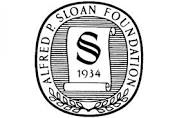 ALFRED P. SLOAN FOUNDATION
S
1934